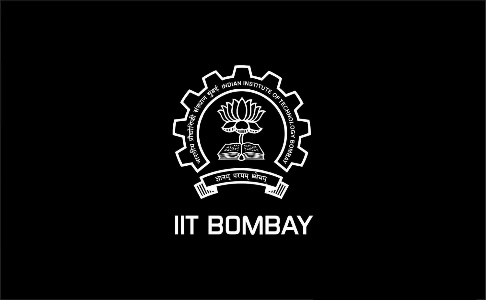 भारतीय प्रौद्योगिकी संस्थान मुंबई
INDIAN INSTITUTE OF TECHNOLOGY BOMBAY
ज्ञानम् परमम् ध्येयम्
IIT BOMBAY